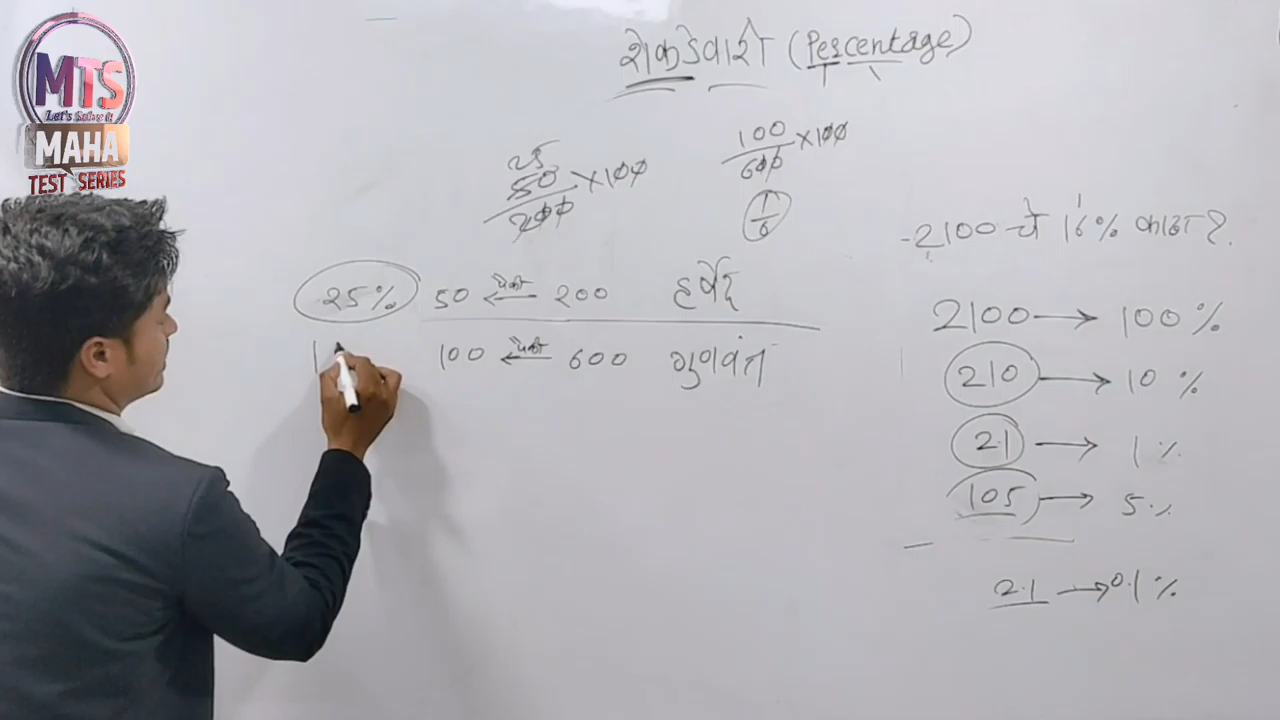 MTS
Let's Solve it
MAHA
TEST SERIES
शेकडेवारी (Percentage)
25
50/200 ×100
100/600 ×100
1/6
25% 50 ← पैकी 200 हर्षद
1 100 ← पैकी 600 गुणवंत
2100 चे 16% काढा ?
2100 → 100 %
210 → 10 %
21 → 1 %
105 → 5 %
2.1 → 0.1 %